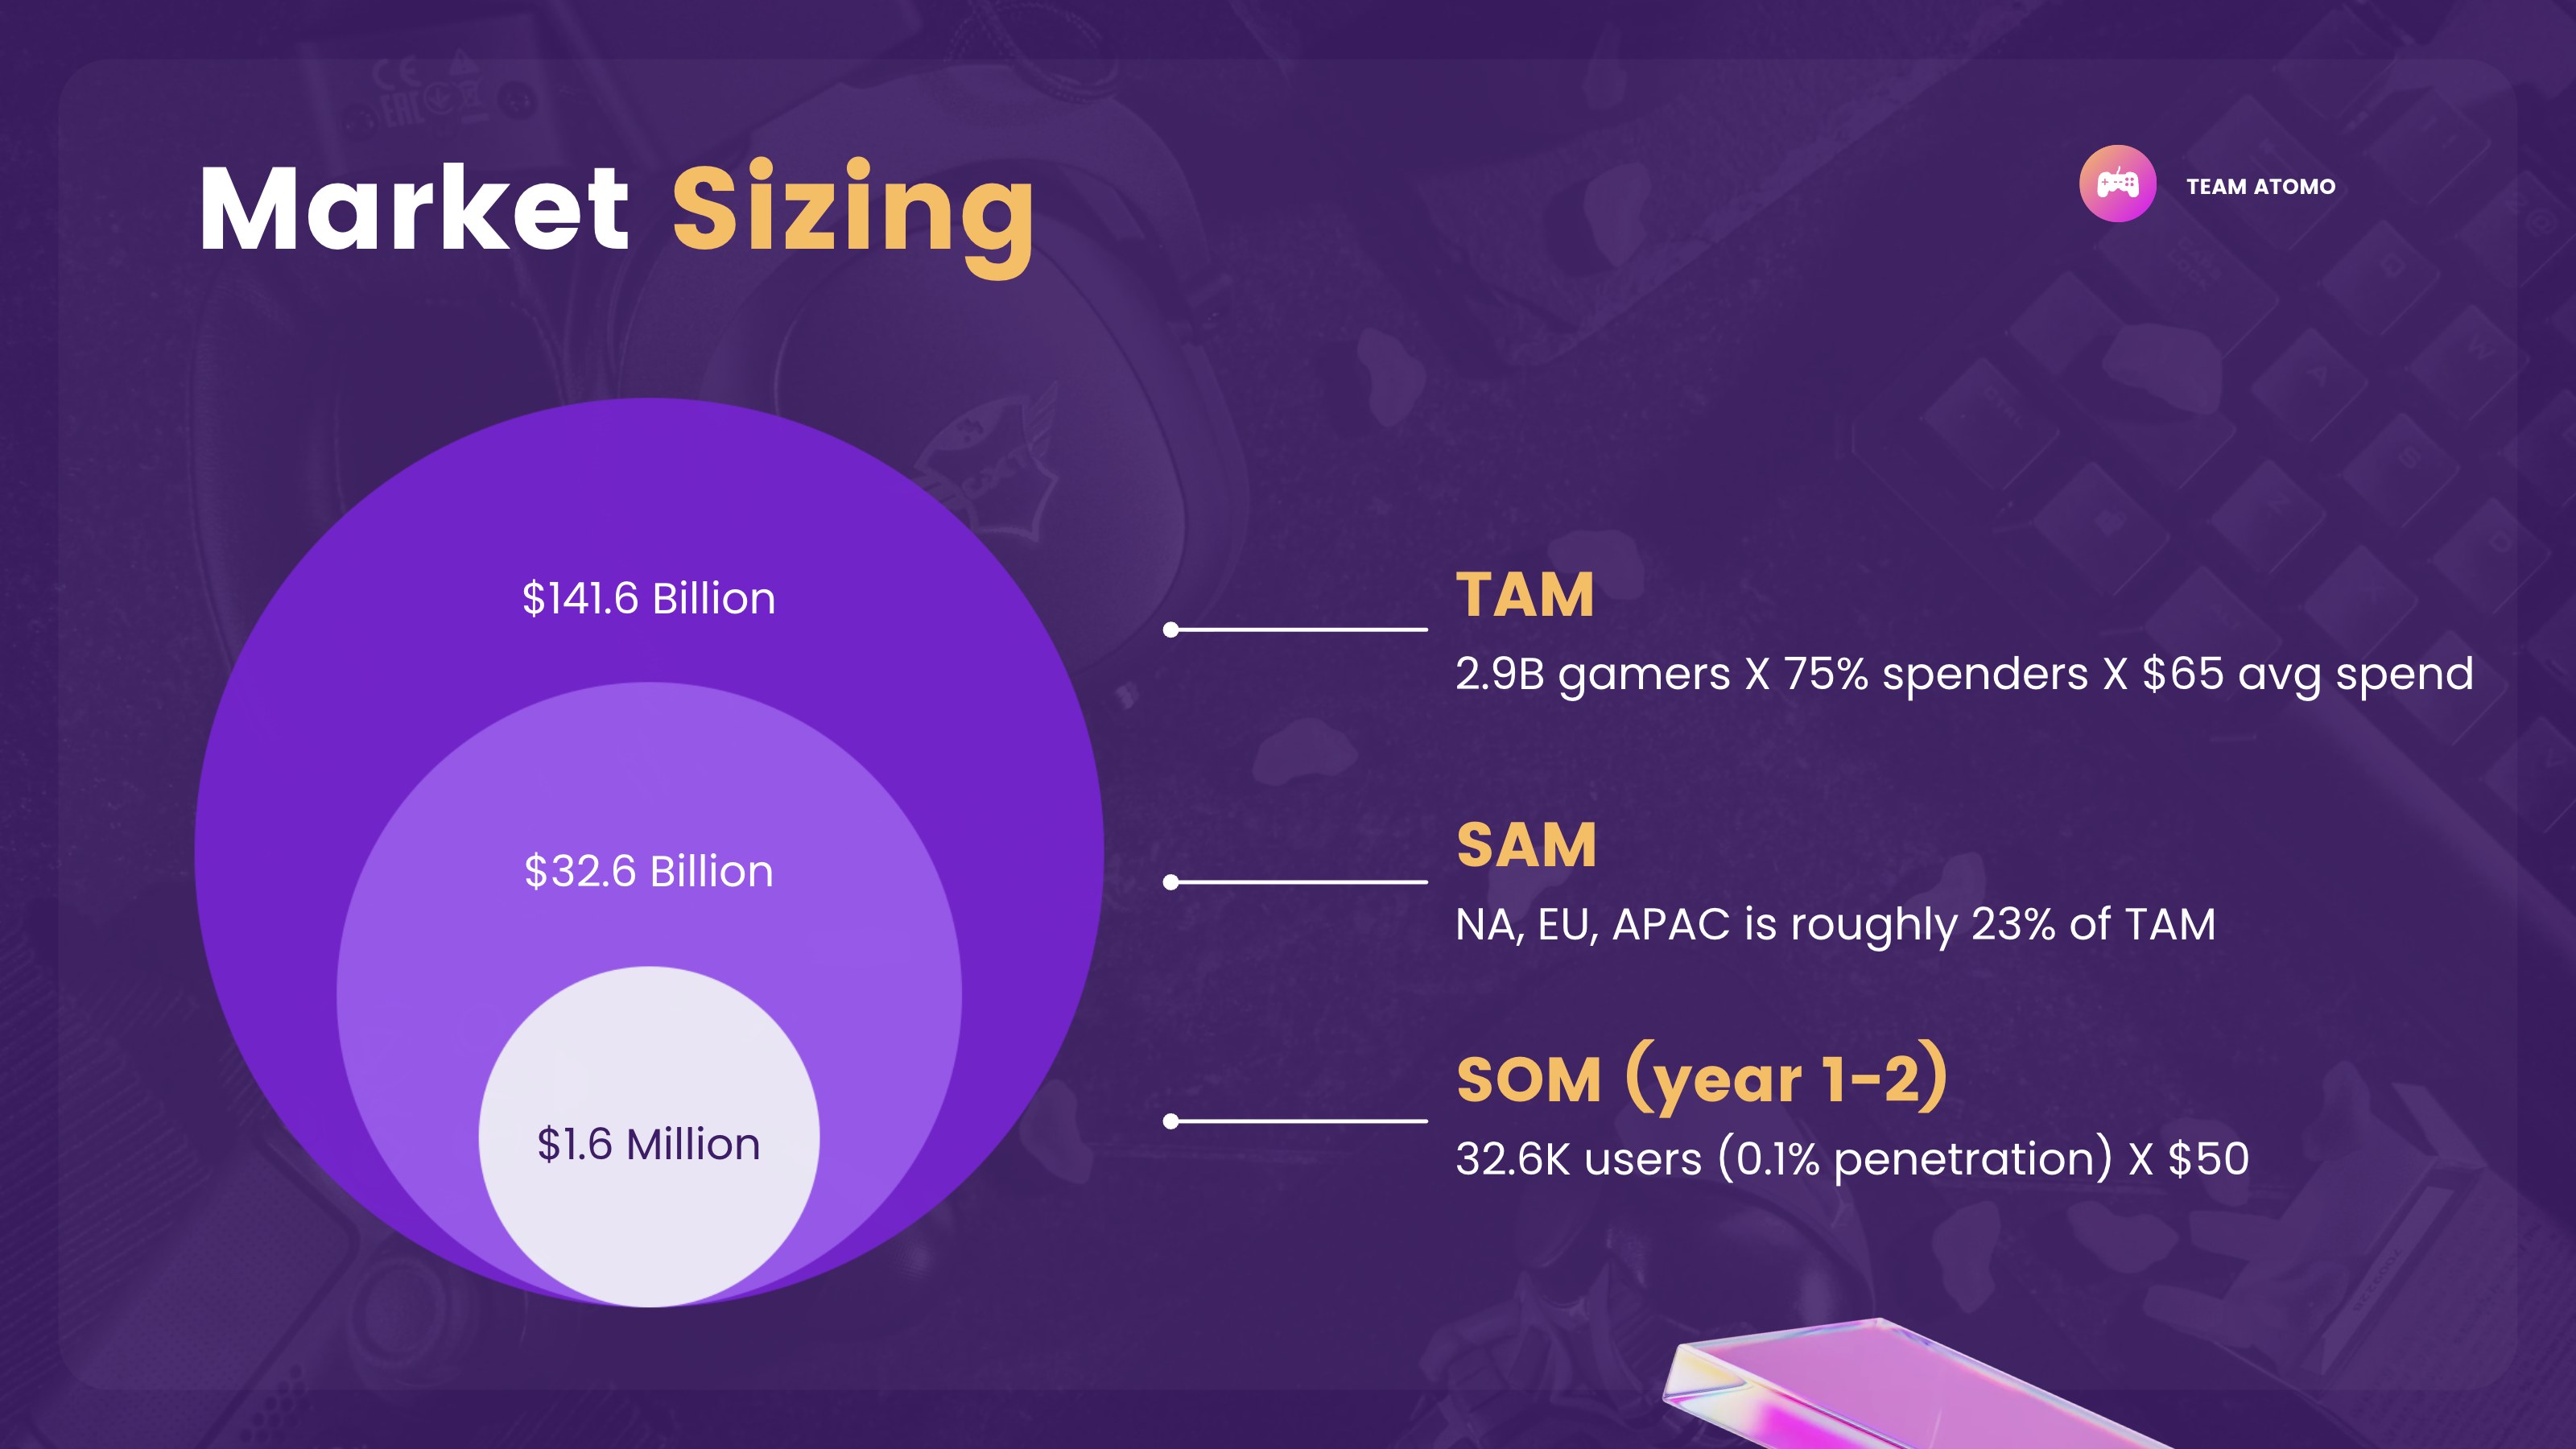 Market Sizing
TEAM ATOMO
$141.6 Billion
$32.6 Billion
$1.6 Million
TAM
2.9B gamers X 75% spenders X $65 avg spend
SAM
NA, EU, APAC is roughly 23% of TAM
SOM (year 1-2)
32.6K users (0.1% penetration) X $50